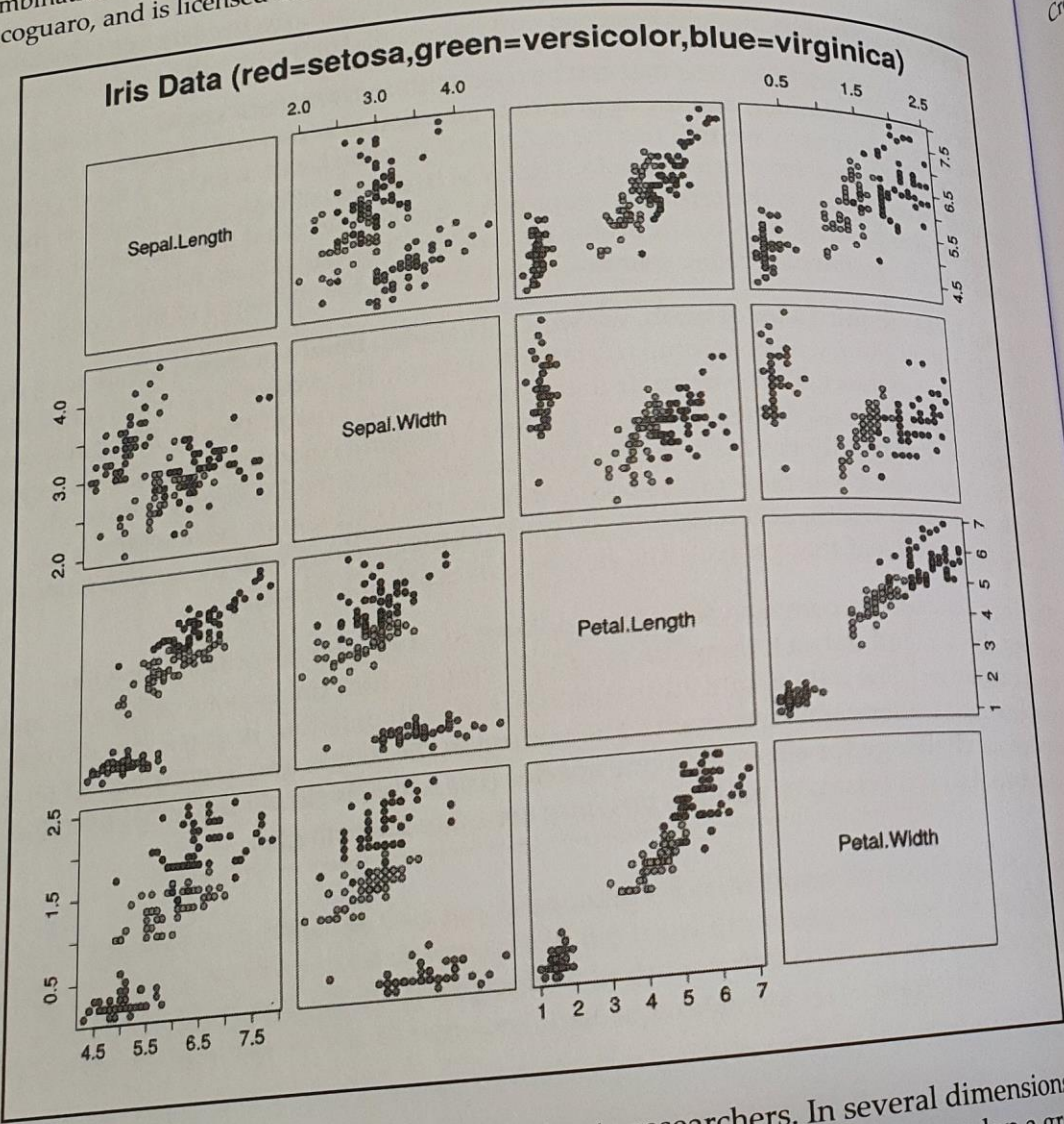 coguaro, and is
Iris Data (red=setosa,green=versicolor,blue=virginica)
2.0 3.0 4.0
0.5 1.5 2.5
Sepal.Length
4.5 5.5 6.5 7.5
2.0 3.0 4.0
Sepal.Width
Petal.Length
1 2 3 4 5 6 7
0.5 1.5 2.5
Petal.Width
4.5 5.5 6.5 7.5
1 2 3 4 5 6 7
In several dimensions